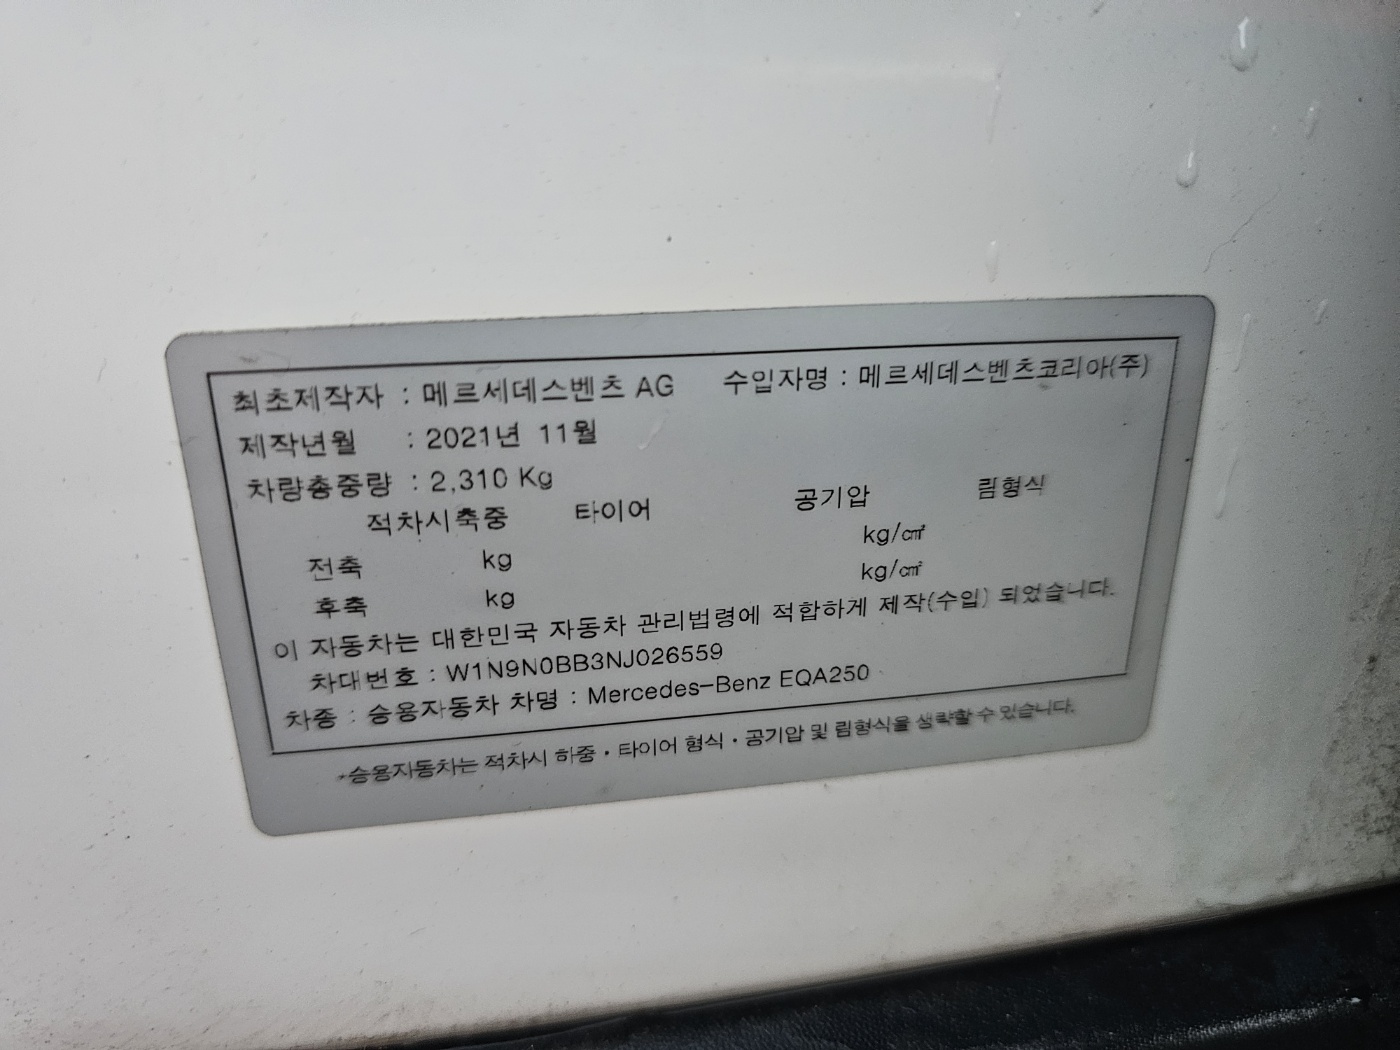 최초제작자 : 메르세데스벤츠 AG 수입자명 : 메르세데스벤츠코리아(주)
제작년월 : 2021년 11월
차량총중량 : 2,310 Kg
적차시축중 타이어 공기압 림형식
전축 kg kg/㎠
후축 kg kg/㎠
이 자동차는 대한민국 자동차 관리법령에 적합하게 제작(수입) 되었습니다.
차대번호 : W1N9N0BB3NJ026559
차종 : 승용자동차 차명 : Mercedes-Benz EQA250
*승용자동차는 적차시 하중・타이어 형식・공기압 및 림형식을 생략할 수 있습니다.